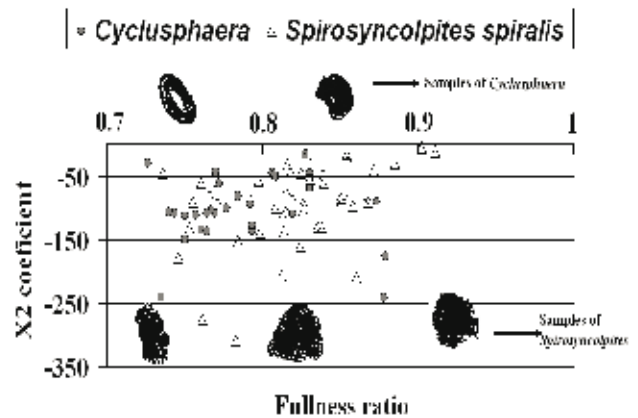 Cyclusphaera Spirosyncolpites spiralis
Samples of Cyclusphaera
0.7 0.8 0.9 1
-50
-150
-250
-350
X2 coeficient
Samples of
Spirosyncolpites
Fullness ratio